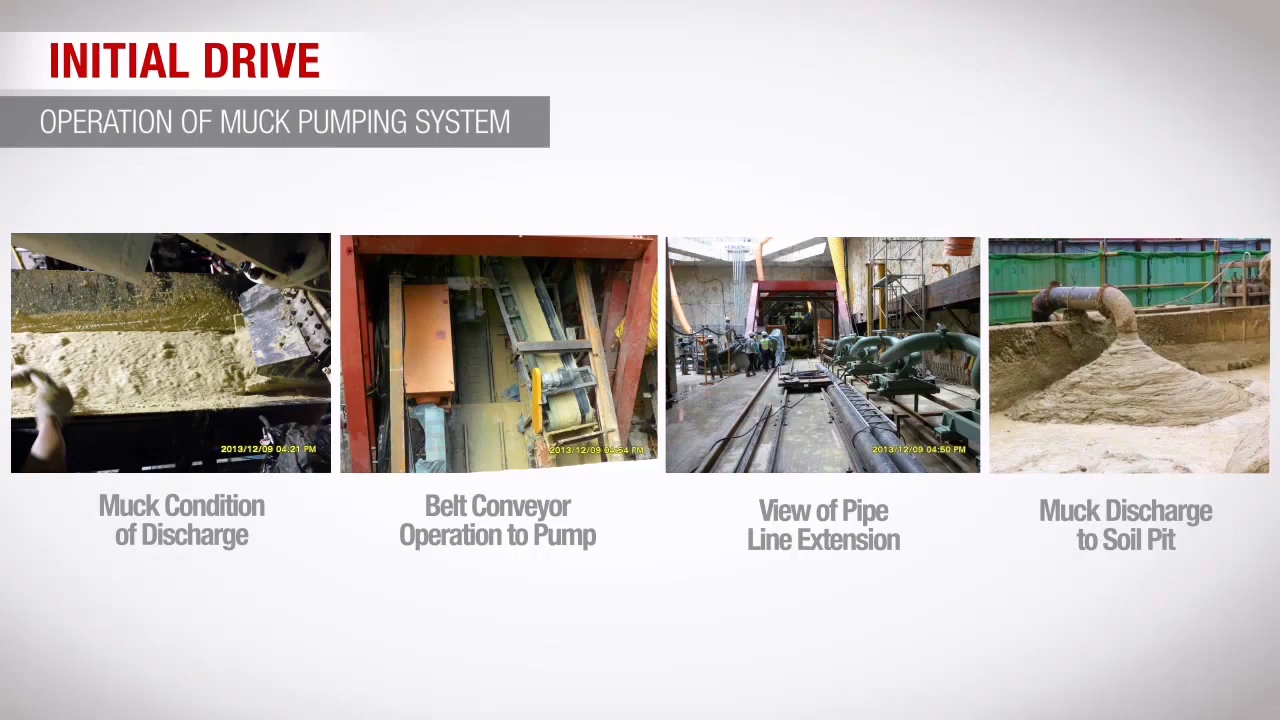 INITIAL DRIVE
OPERATION OF MUCK PUMPING SYSTEM
2013/12/09 04:21 PM
2013/12/09 04:54 PM
2013/12/09 04:50 PM
Muck Condition
of Discharge
Belt Conveyor
Operation to Pump
View of Pipe
Line Extension
Muck Discharge
to Soil Pit